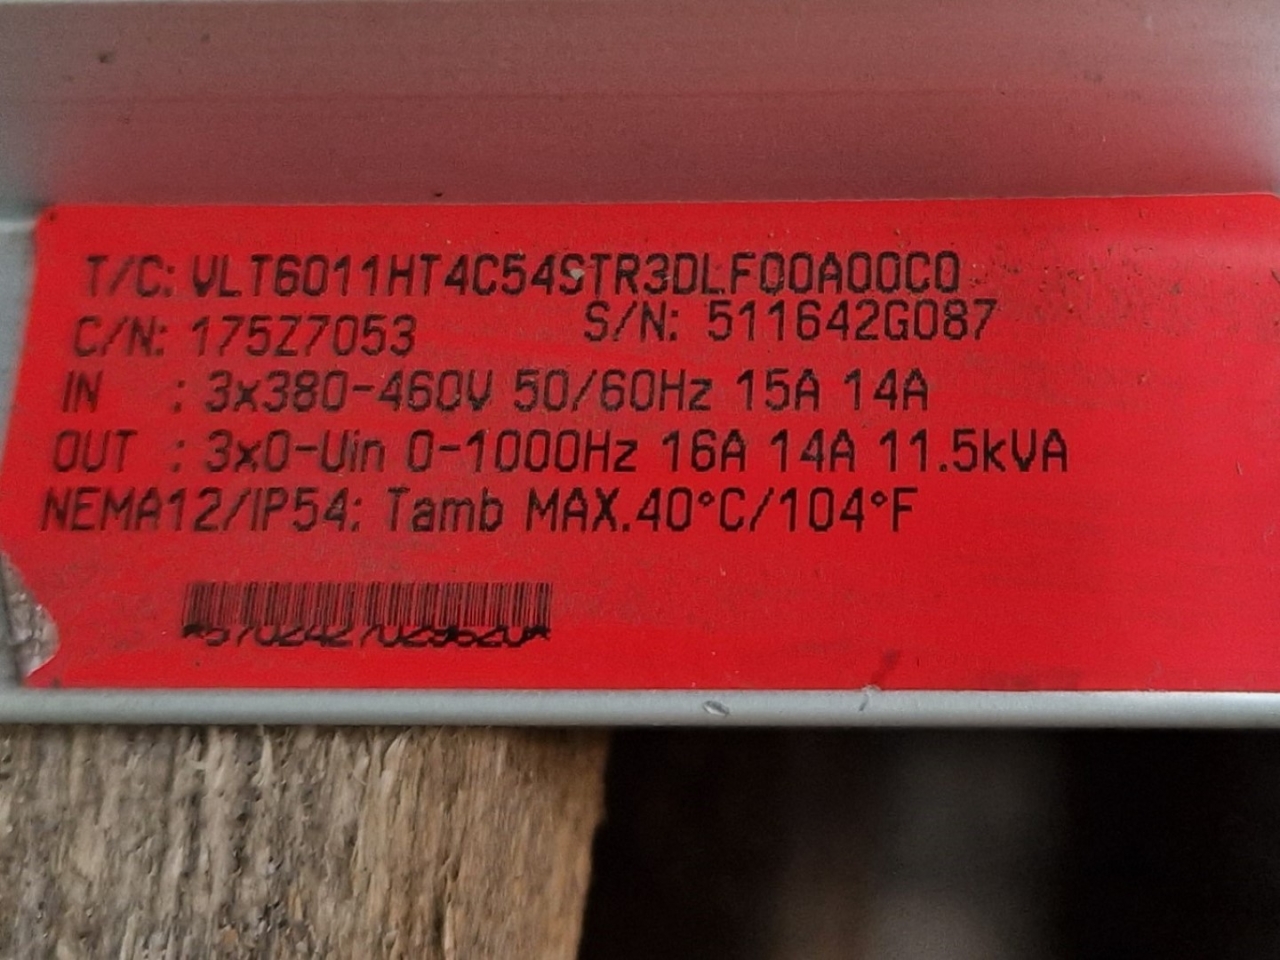 T/C: VLT6011HT4C54STR3DLF00A00C0
C/N: 175Z7053 S/N: 511642G087
IN : 3x380-460V 50/60Hz 15A 14A
OUT : 3x0-Uin 0-1000Hz 16A 14A 11.5kVA
NEMA12/IP54: Tamb MAX.40°C/104°F